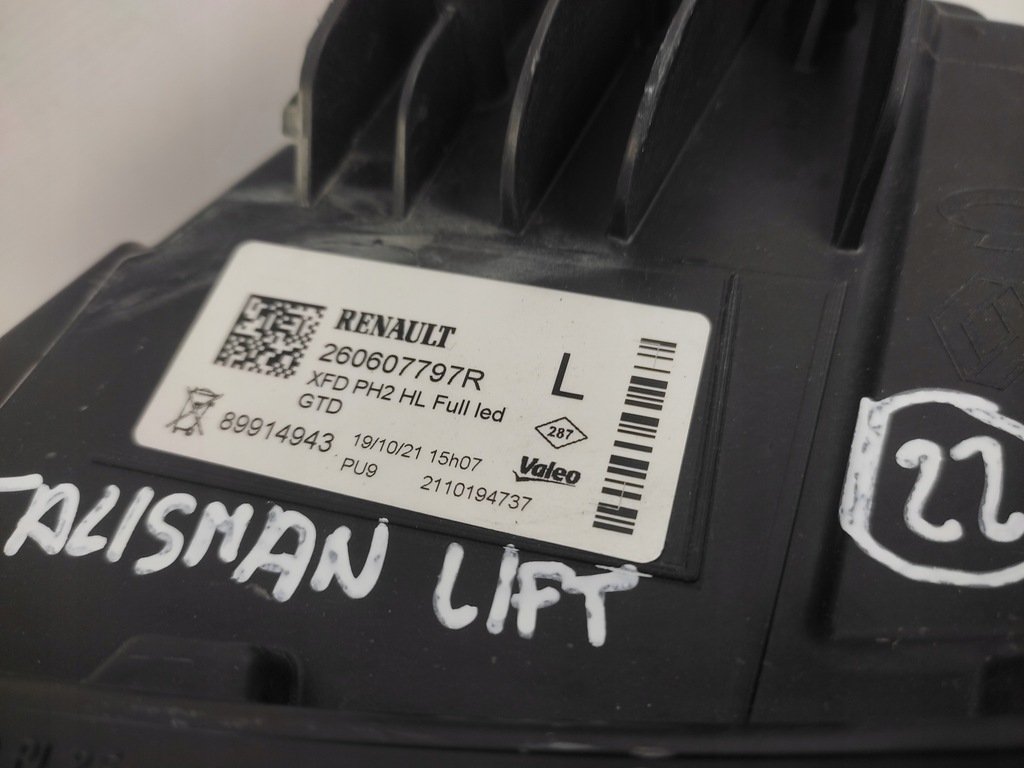 RENAULT
260607797R
XFD PH2 HL Full led
GTD
L
89914943
19/10/21 15h07
PU9
287
Valeo
2110194737
TALISMAN LIFT
22